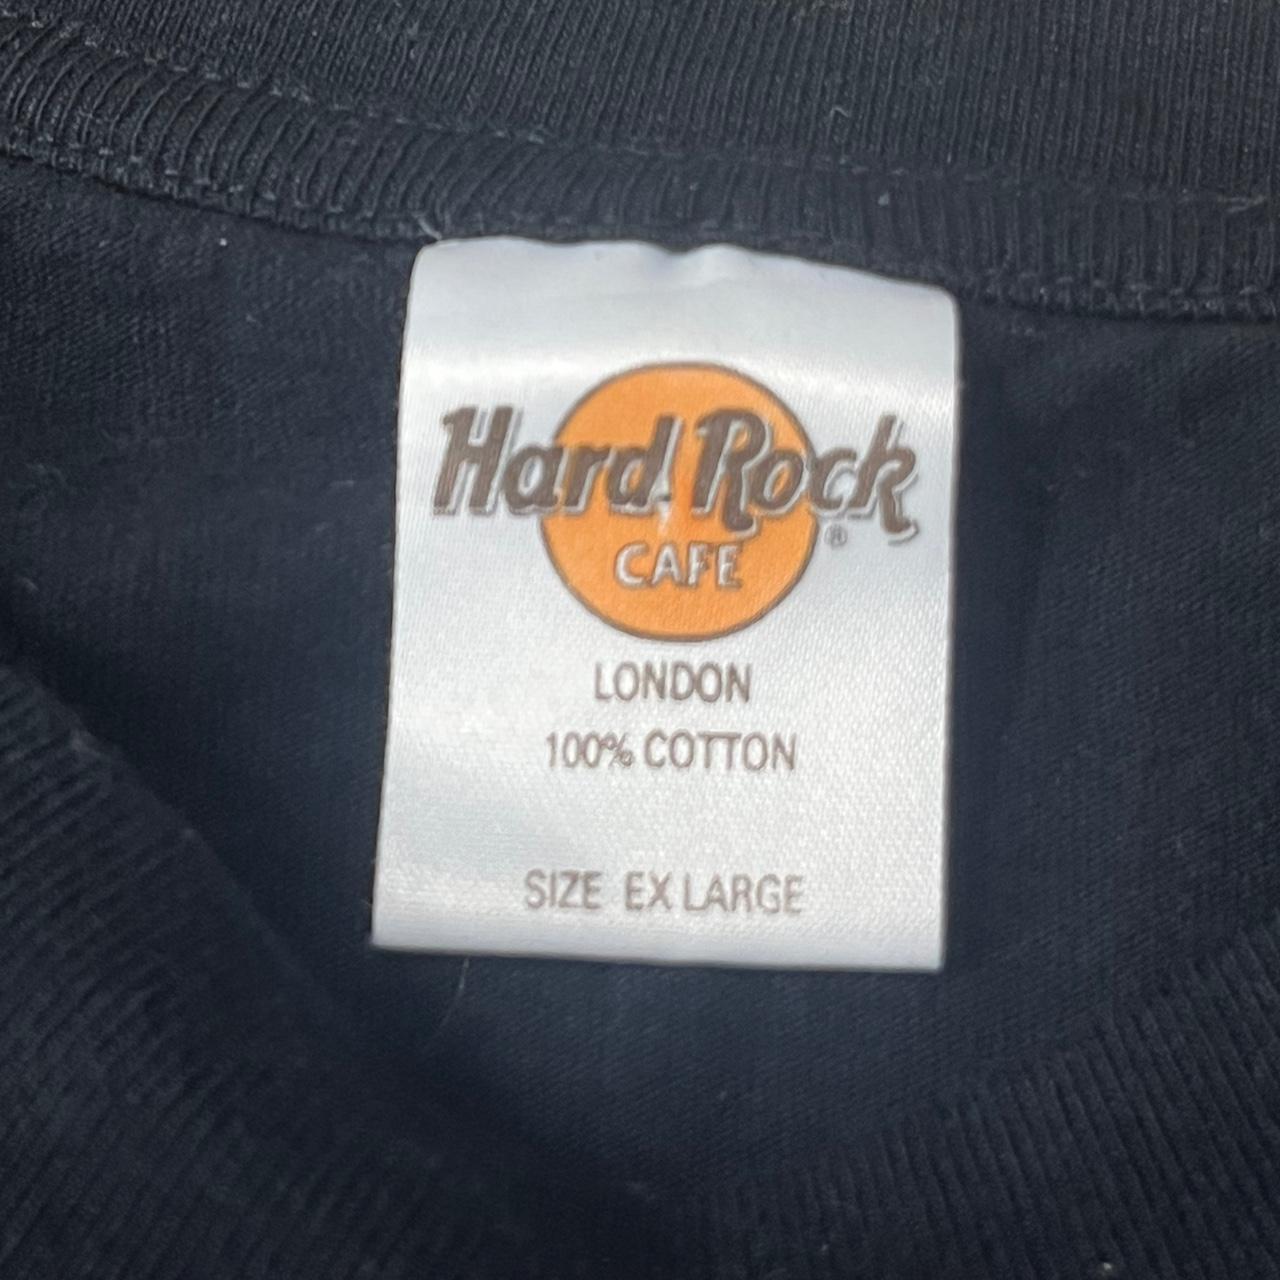 Hard Rock
®
CAFE
LONDON
100% COTTON
SIZE EX LARGE